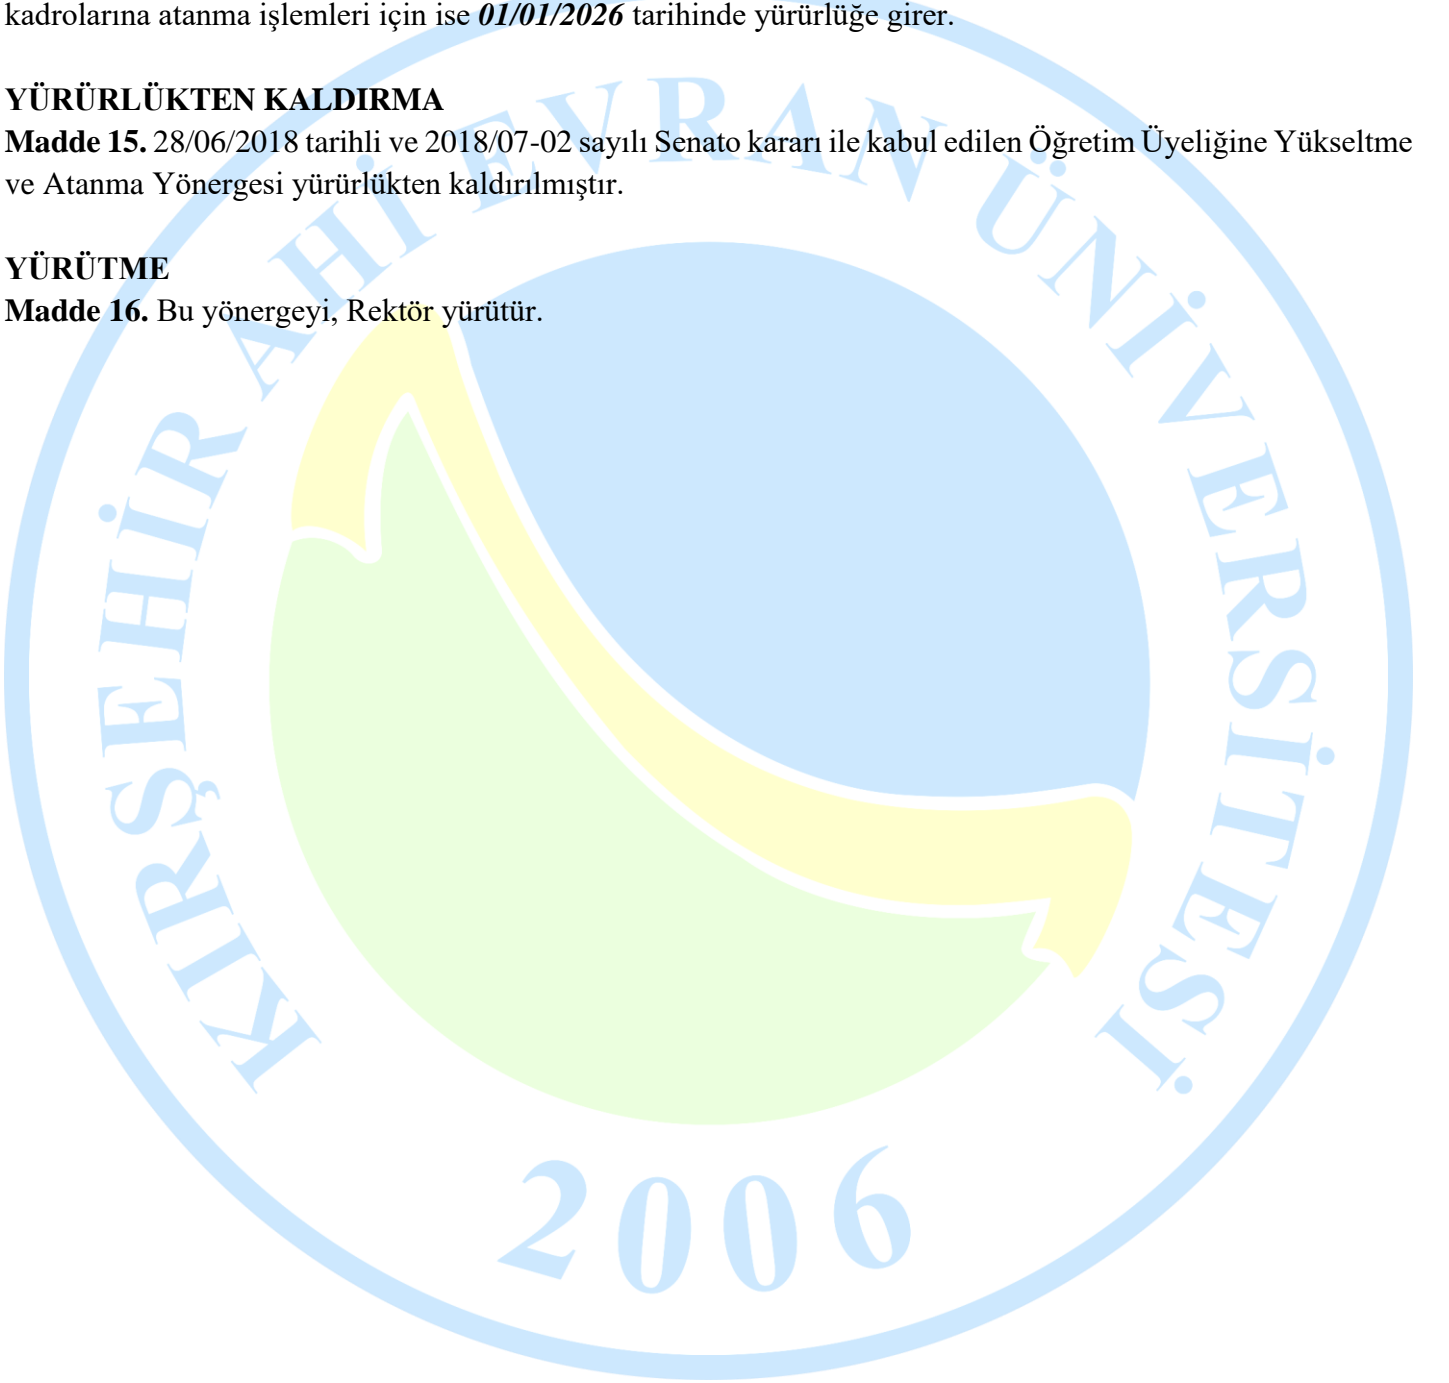 kadrolarına atanma işlemleri için ise 01/01/2026 tarihinde yürürlüğe girer.
YÜRÜRLÜKTEN KALDIRMA
Madde 15. 28/06/2018 tarihli ve 2018/07-02 sayılı Senato kararı ile kabul edilen Öğretim Üyeliğine Yükseltme
ve Atanma Yönergesi yürürlükten kaldırılmıştır.
YÜRÜTME
Madde 16. Bu yönergeyi, Rektör yürütür.
KIRŞEHİR AHİ EVRAN ÜNİVERSİTESİ
2006